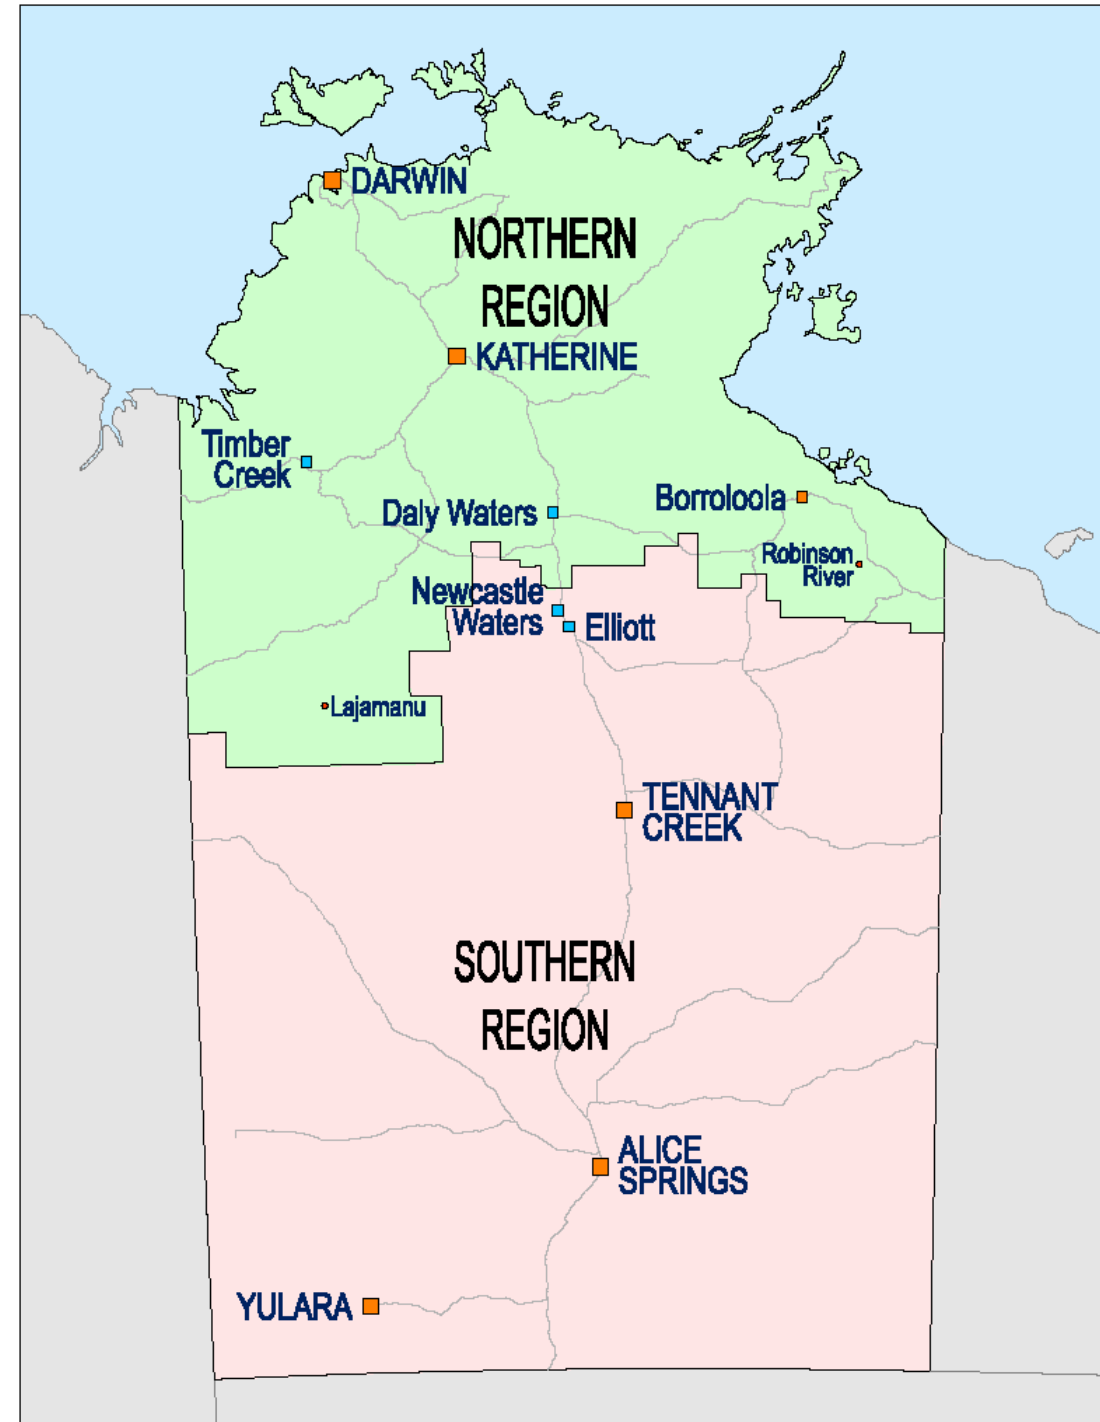 DARWIN
NORTHERN
REGION
KATHERINE
Timber
Creek
Daly Waters
Borroloola
Robinson
River
Newcastle
Waters
Elliott
Lajamanu
TENNANT
CREEK
SOUTHERN
REGION
ALICE
SPRINGS
YULARA